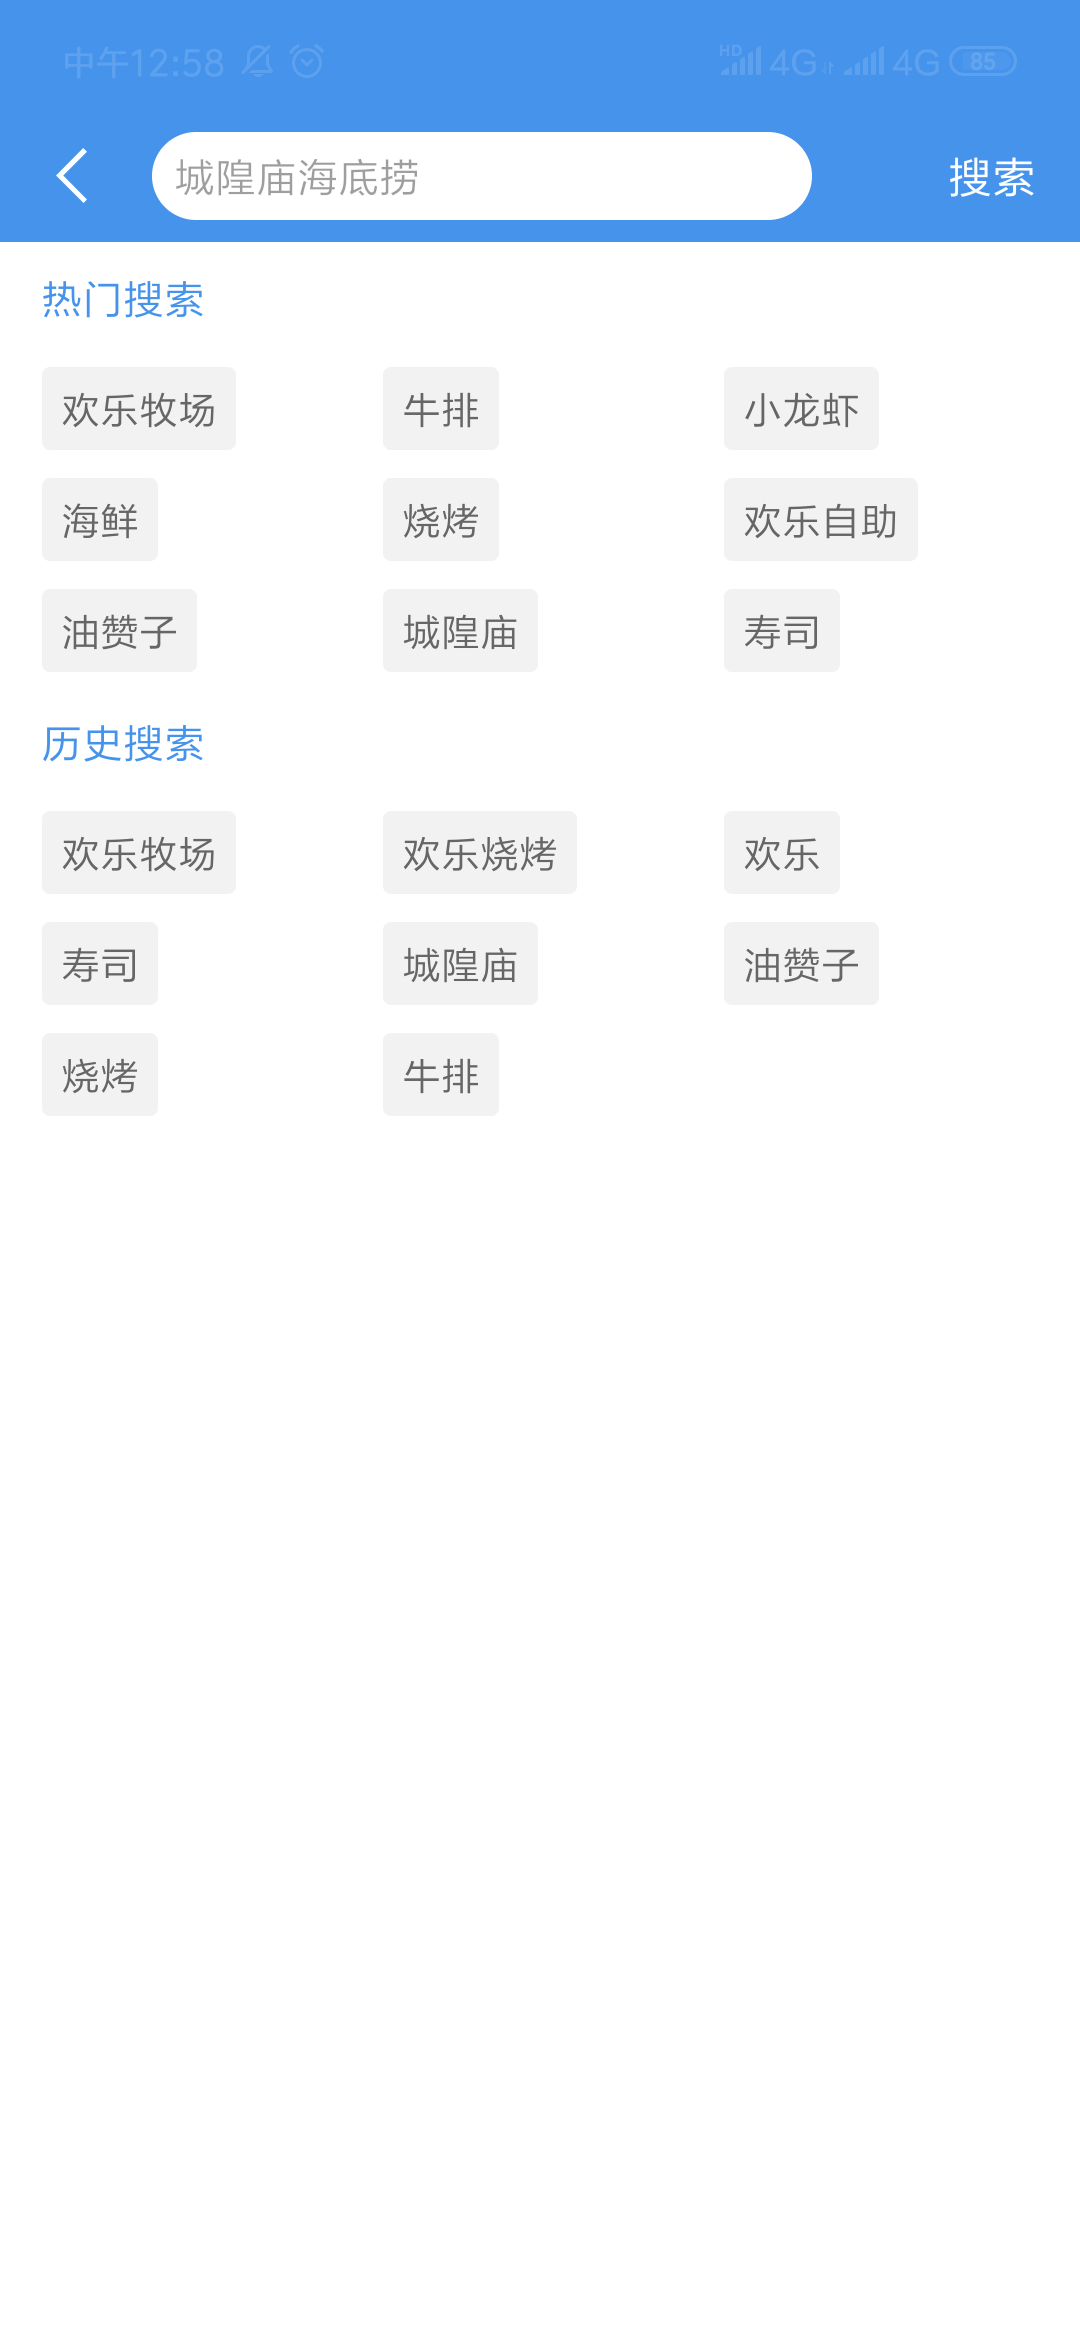 中午12:58 HD 4G 4G 85
城隍庙海底捞 搜索
热门搜索
欢乐牧场 牛排 小龙虾
海鲜 烧烤 欢乐自助
油赞子 城隍庙 寿司
历史搜索
欢乐牧场 欢乐烧烤 欢乐
寿司 城隍庙 油赞子
烧烤 牛排